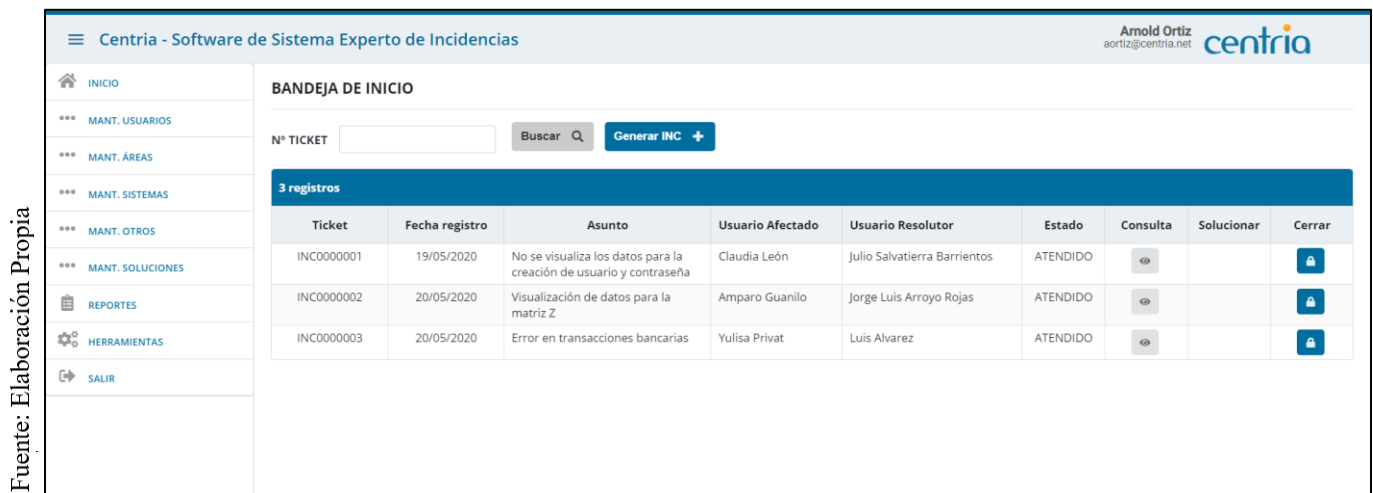 Centria - Software de Sistema Experto de Incidencias
Arnold Ortiz
aortiz@centria.net
centria
INICIO
MANT. USUARIOS
MANT. ÁREAS
MANT. SISTEMAS
MANT. OTROS
MANT. SOLUCIONES
REPORTES
HERRAMIENTAS
SALIR
BANDEJA DE INICIO
Nº TICKET
Buscar
Generar INC
3 registros
Ticket Fecha registro Asunto Usuario Afectado Usuario Resolutor Estado Consulta Solucionar Cerrar
INC0000001 19/05/2020 No se visualiza los datos para la Claudia León Julio Salvatierra Barrientos ATENDIDO
creación de usuario y contraseña
INC0000002 20/05/2020 Visualización de datos para la Amparo Guanilo Jorge Luis Arroyo Rojas ATENDIDO
matriz Z
INC0000003 20/05/2020 Error en transacciones bancarias Yulisa Privat Luis Alvarez ATENDIDO
Fuente: Elaboración Propia